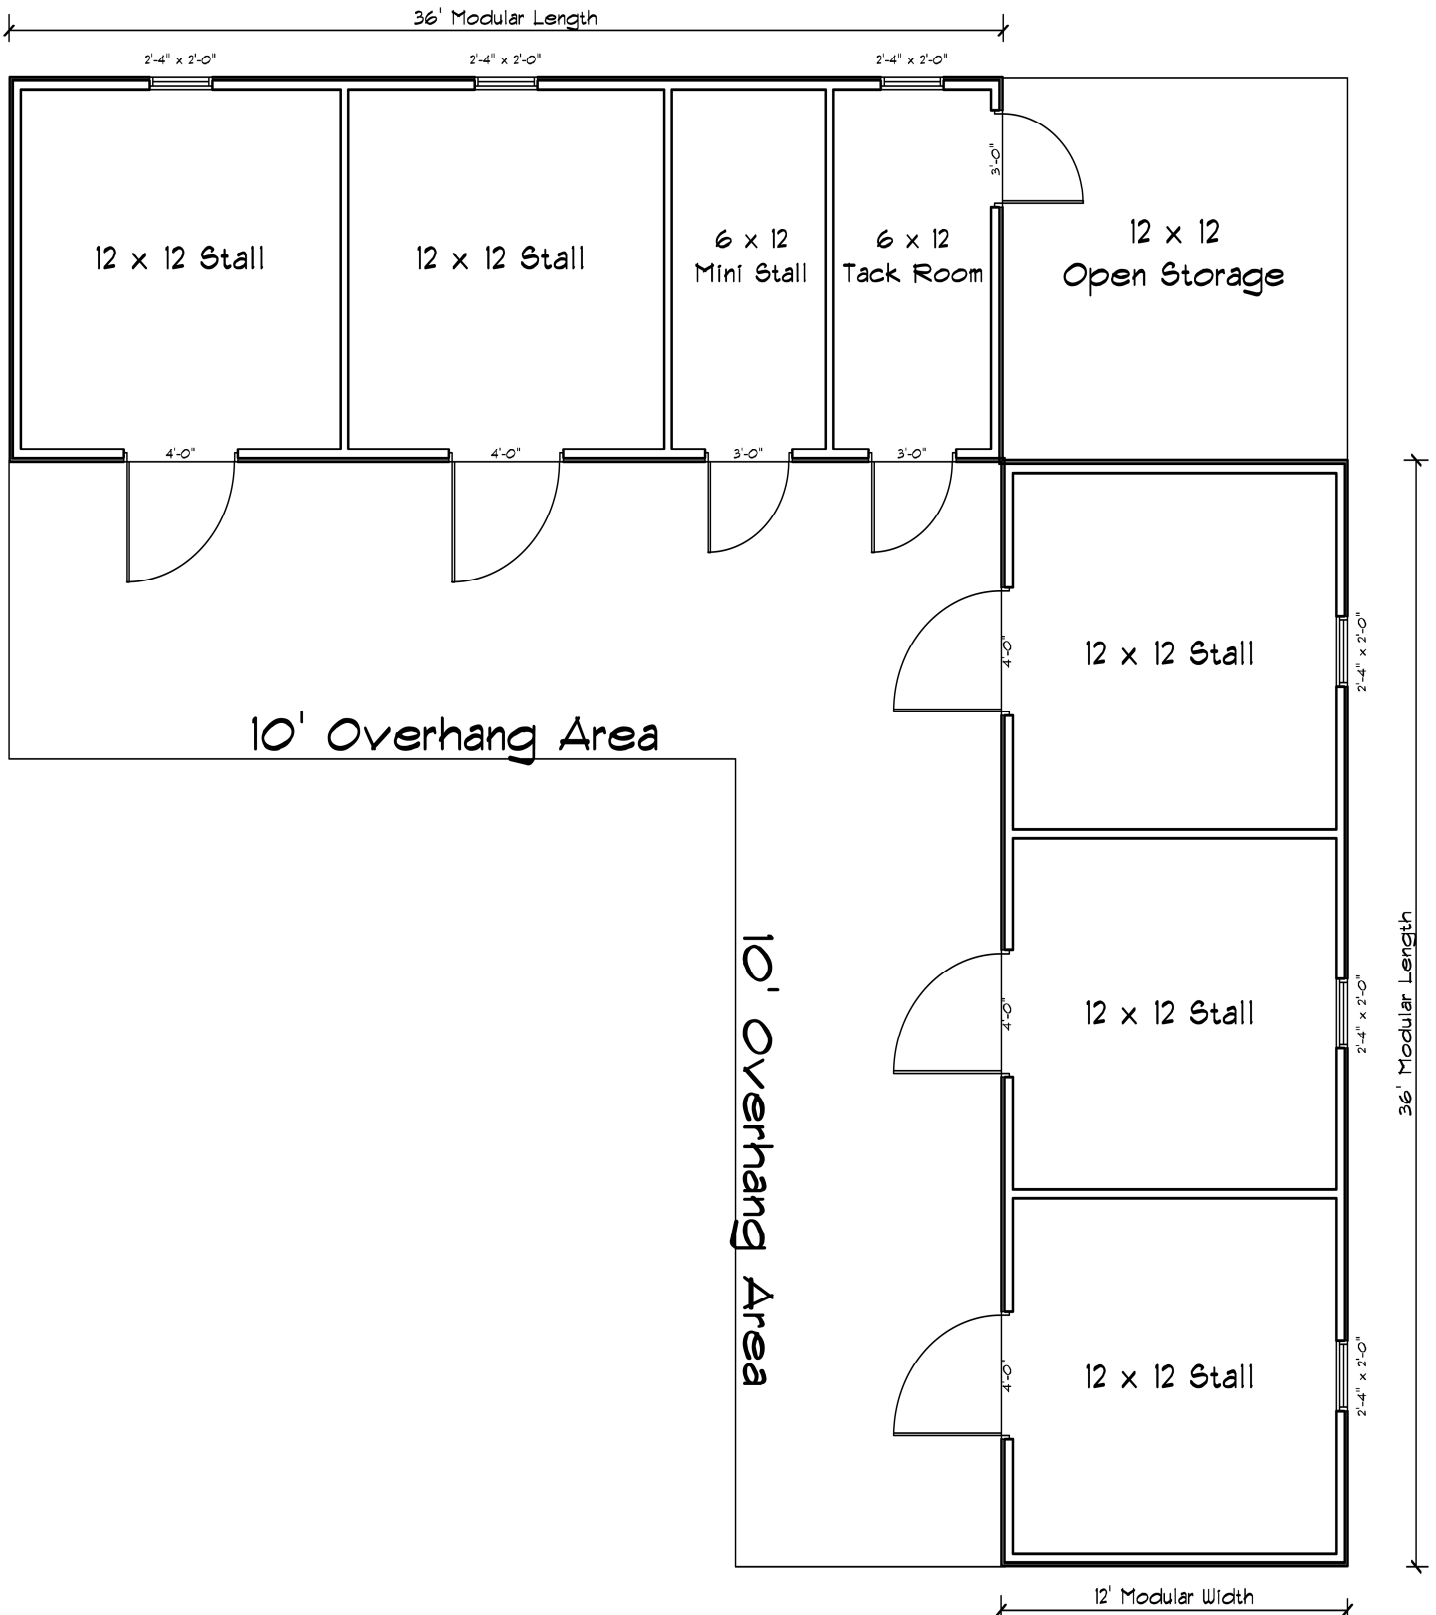 36' Modular Length
2'-4" x 2'-0"
2'-4" x 2'-0"
2'-4" x 2'-0"
3'-0"
12 x 12 Stall
12 x 12 Stall
6 x 12
Mini Stall
6 x 12
Tack Room
12 x 12
Open Storage
4'-0"
4'-0"
3'-0"
3'-0"
4'-0"
12 x 12 Stall
2'-4" x 2'-0"
10' Overhang Area
10' Overhang Area
4'-0"
12 x 12 Stall
2'-4" x 2'-0"
36' Modular Length
4'-0"
12 x 12 Stall
2'-4" x 2'-0"
12' Modular Width